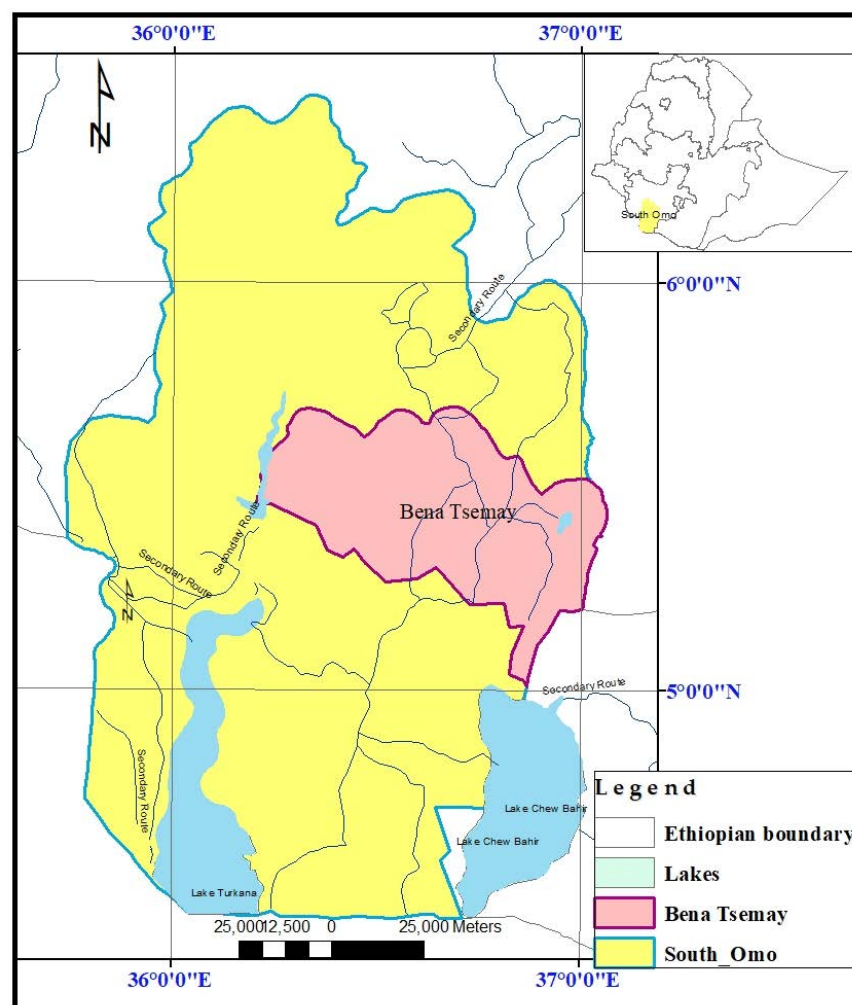 36°0'0"E
37°0'0"E
N
South Omo
6°0'0"N
Secondary Route
Bena Tsemay
Secondary Route
Secondary Route
N
5°0'0"N
Secondary Route
Secondary Route
Lake Chew Bahir
Lake Chew Bahir
Lake Turkana
Legend
Ethiopian boundary
Lakes
Bena Tsemay
South_Omo
25,000 12,500 0 25,000 Meters
36°0'0"E
37°0'0"E